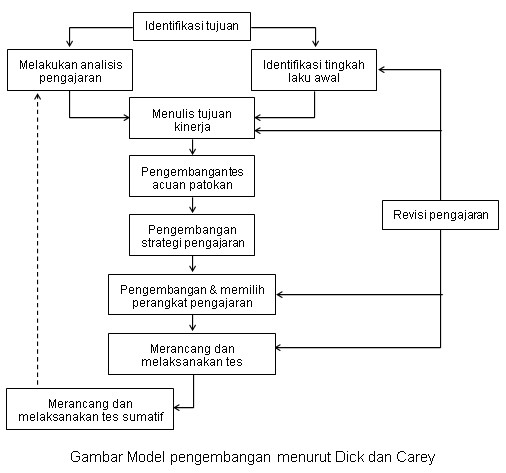 Identifikasi tujuan
Melakukan analisis
pengajaran
Identifikasi tingkah
laku awal
Menulis tujuan
kinerja
Pengembangantes
acuan patokan
Revisi pengajaran
Pengembangan
strategi pengajaran
Pengembangan & memilih
perangkat pengajaran
Merancang dan
melaksanakan tes
Merancang dan
melaksanakan tes sumatif
Gambar Model pengembangan menurut Dick dan Carey